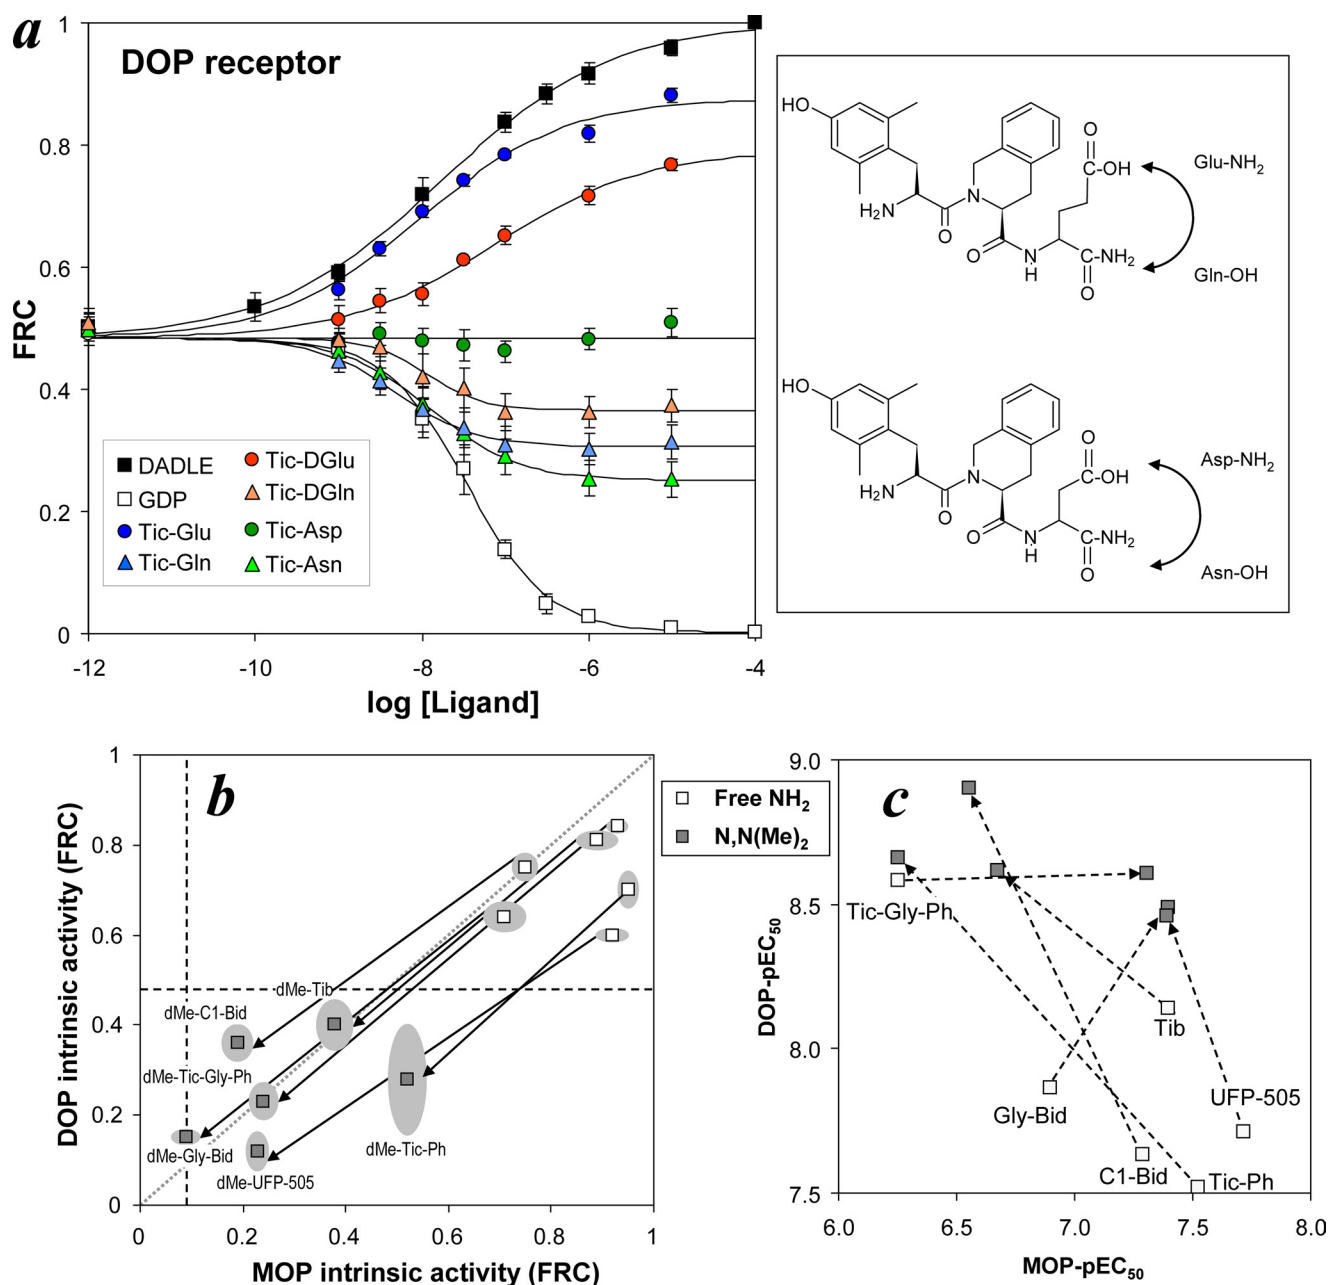 a
DOP receptor
FRC
1
0.8
0.6
0.4
0.2
0
-12
-10
-8
-6
-4
log [Ligand]
DADLE
GDP
Tic-Glu
Tic-Gln
Tic-DGlu
Tic-DGln
Tic-Asp
Tic-Asn
HO
H₂N
O
N
O
N
H
O
C-OH
C-NH₂
O
Glu-NH₂
Gln-OH
HO
H₂N
O
N
O
N
H
O
C-OH
C-NH₂
O
Asp-NH₂
Asn-OH
b
DOP intrinsic activity (FRC)
1
0.8
0.6
0.4
0.2
0
dMe-Tib
dMe-C1-Bid
dMe-Tic-Gly-Ph
dMe-Gly-Bid
dMe-UFP-505
dMe-Tic-Ph
0
0.2
0.4
0.6
0.8
1
MOP intrinsic activity (FRC)
Free NH₂
N,N(Me)₂
c
DOP-pEC₅₀
9.0
8.5
8.0
7.5
Tic-Gly-Ph
Tib
Gly-Bid
UFP-505
C1-Bid
Tic-Ph
6.0
6.5
7.0
7.5
8.0
MOP-pEC₅₀